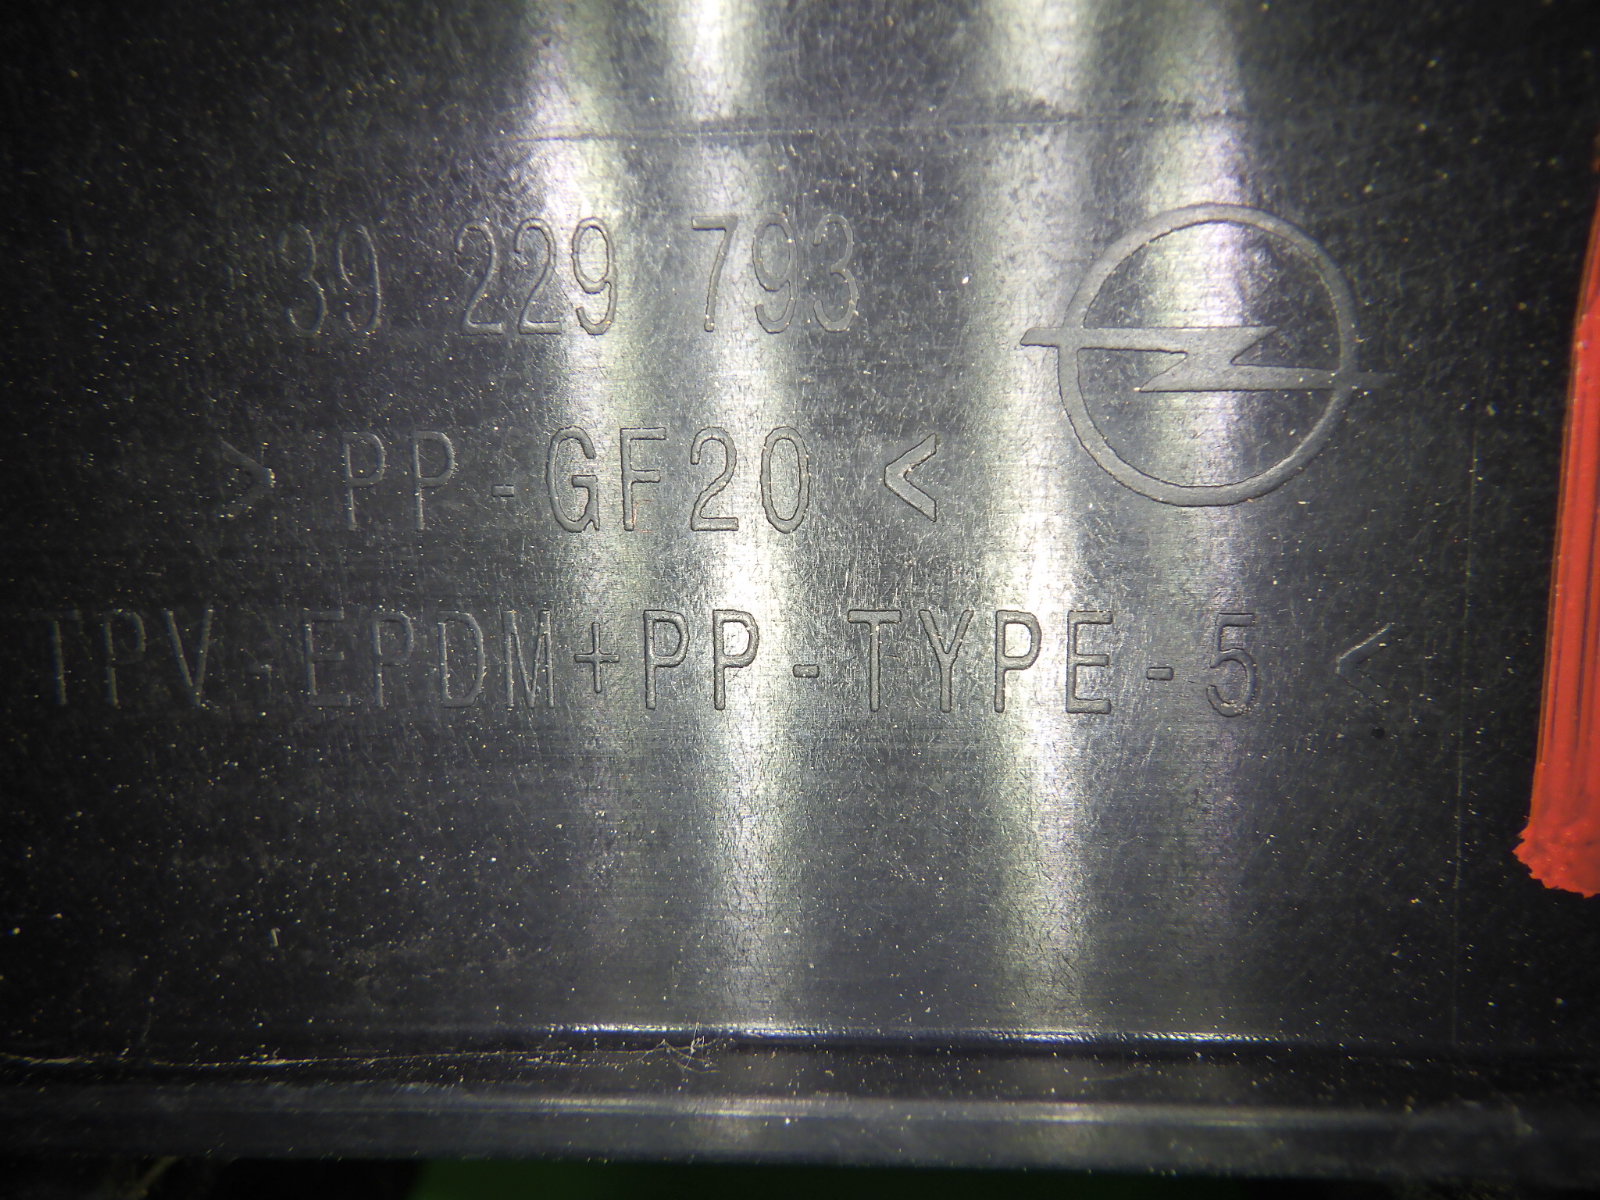 39 229 793
> PP-GF20 <
TPV-EPDM+PP-TYPE-5 <